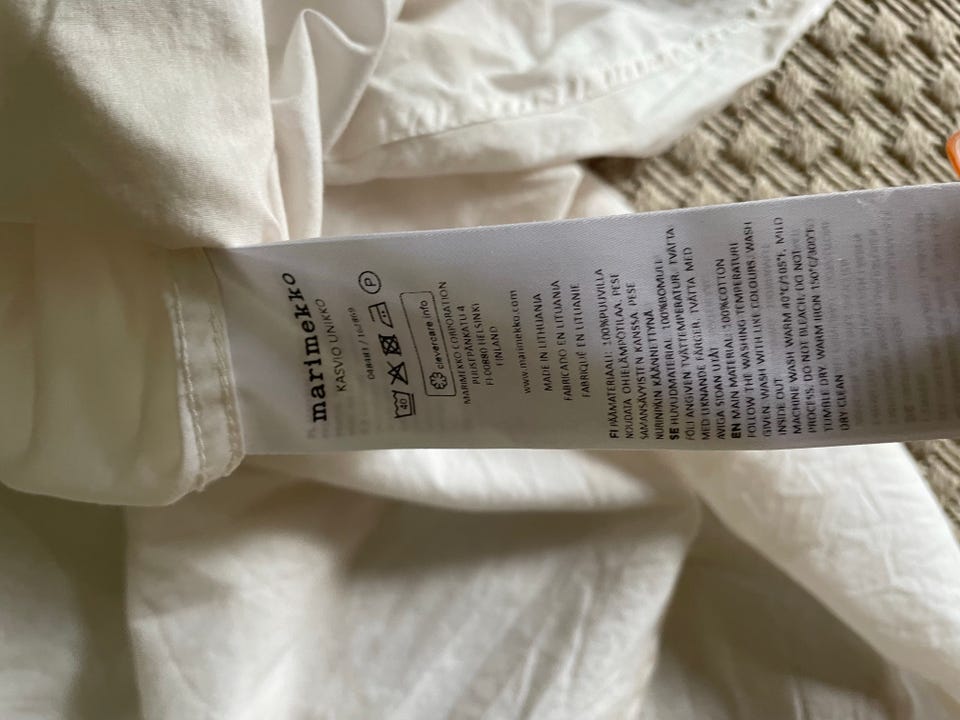 marimekko
KASVIO UNIKKO
40
P
clevercare.info
MARIMEKKO CORPORATION
PUUSEPÄNKATU 4
FI-00880 HELSINKI
FINLAND
www.marimekko.com
MADE IN LITHUANIA
FABRICADO EN LITUANIA
FABRIQUÉ EN LITUANIE
FI PÄÄMATERIAALI: 100%PUUVILLA
NOUDATA OHJELÄMPÖTILAA. PESE
SAMANSÄVYISTEN KANSSA. PESE
NURINPÄIN KÄÄNNETTYNÄ
SE HUVUDMATERIAL: 100%BOMULL
FÖLJ ANGIVEN TVÄTTEMPERATUR. TVÄTTA
MED LIKNANDE FÄRGER. TVÄTTA MED
AVIGA SIDAN UTÅT
EN MAIN MATERIAL: 100%COTTON
FOLLOW THE WASHING TEMPERATURE
GIVEN. WASH WITH LIKE COLOURS. WASH
INSIDE OUT
MACHINE WASH WARM 40°C/105°F, MILD
PROCESS; DO NOT BLEACH; DO NOT
TUMBLE DRY; WARM IRON 150°C/300°F;
DRY CLEAN